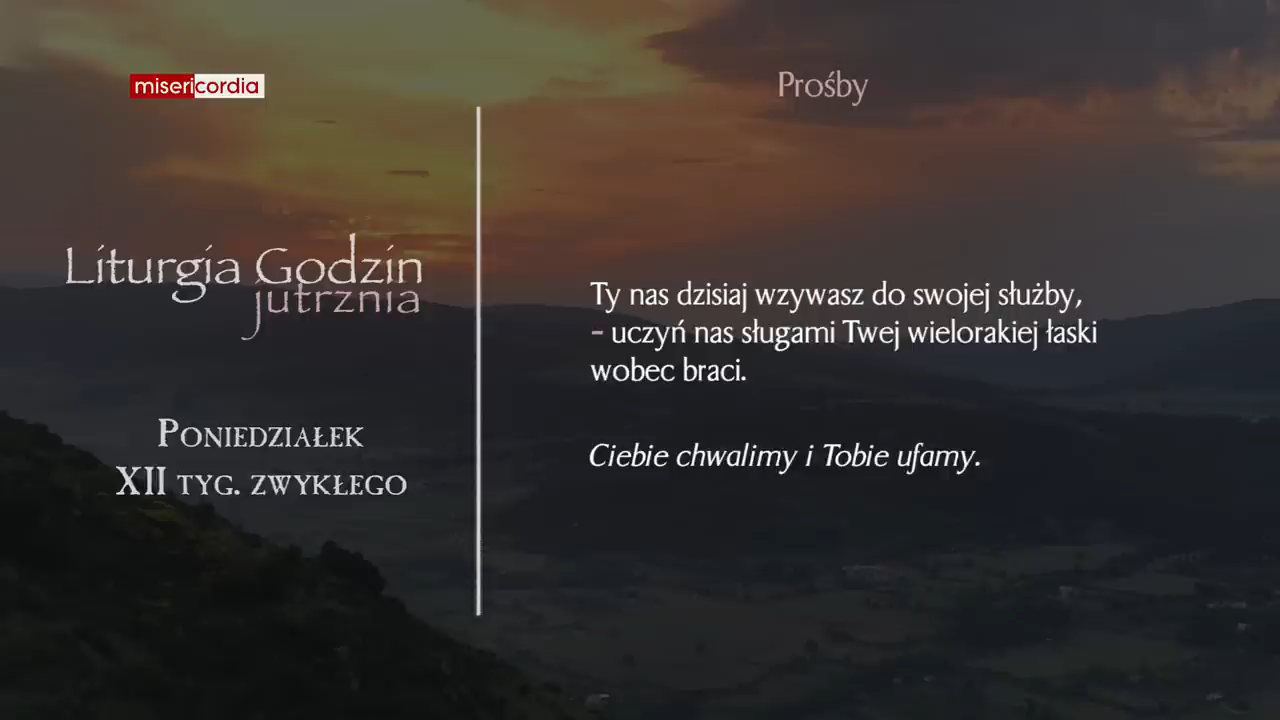 misericordia
Liturgia Godzin
jutrznia
Poniedziałek
XII tyg. zwykłego
Prośby
Ty nas dzisiaj wzywasz do swojej służby,
- uczyń nas sługami Twej wielorakiej łaski
wobec braci.
Ciebie chwalimy i Tobie ufamy.